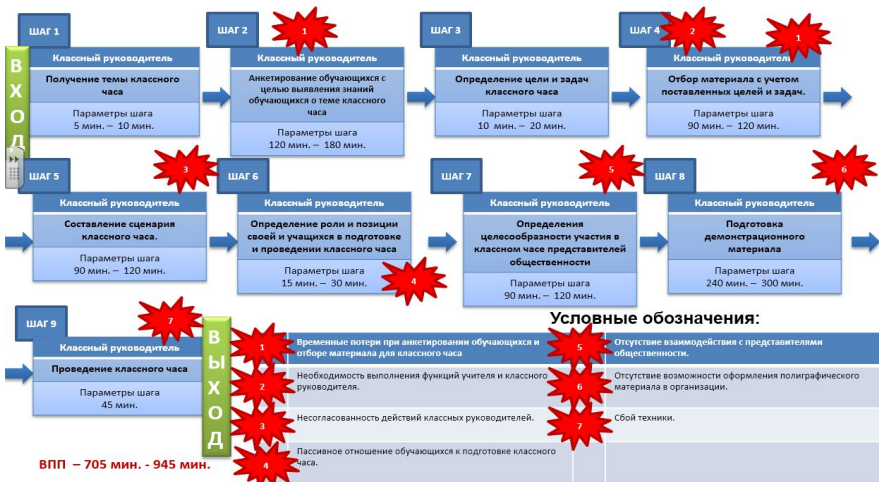 ШАГ 1
ШАГ 2
1
ШАГ 3
ШАГ 4
2
1
ВХОД
Классный руководитель
Получение темы классного
часа
Параметры шага
5 мин. – 10 мин.
Классный руководитель
Анкетирование обучающихся с
целью выявления знаний
обучающихся о теме классного
часа
Параметры шага
120 мин. – 180 мин.
Классный руководитель
Определение цели и задач
классного часа
Параметры шага
10 мин. – 20 мин.
Классный руководитель
Отбор материала с учетом
поставленных целей и задач.
Параметры шага
90 мин. – 120 мин.
ШАГ 5
3
ШАГ 6
ШАГ 7
5
ШАГ 8
6
Классный руководитель
Составление сценария
классного часа.
Параметры шага
90 мин. – 120 мин.
Классный руководитель
Определение роли и позиции
своей и учащихся в подготовке
и проведении классного часа
Параметры шага
15 мин. – 30 мин.
4
Классный руководитель
Определения
целесообразности участия в
классном часе представителей
общественности
Параметры шага
90 мин. – 120 мин.
Классный руководитель
Подготовка
демонстрационного
материала
Параметры шага
240 мин. – 300 мин.
ШАГ 9
7
Классный руководитель
Проведение классного часа
Параметры шага
45 мин.
ВЫХОД
ВПП – 705 мин. - 945 мин.
Условные обозначения:
1
Временные потери при анкетировании обучающихся и
отборе материала для классного часа
2
Необходимость выполнения функций учителя и классного
руководителя.
3
Несогласованность действий классных руководителей.
4
Пассивное отношение обучающихся к подготовке классного
часа.
5
Отсутствие взаимодействия с представителями
общественности.
6
Отсутствие возможности оформления полиграфического
материала в организации.
7
Сбой техники.